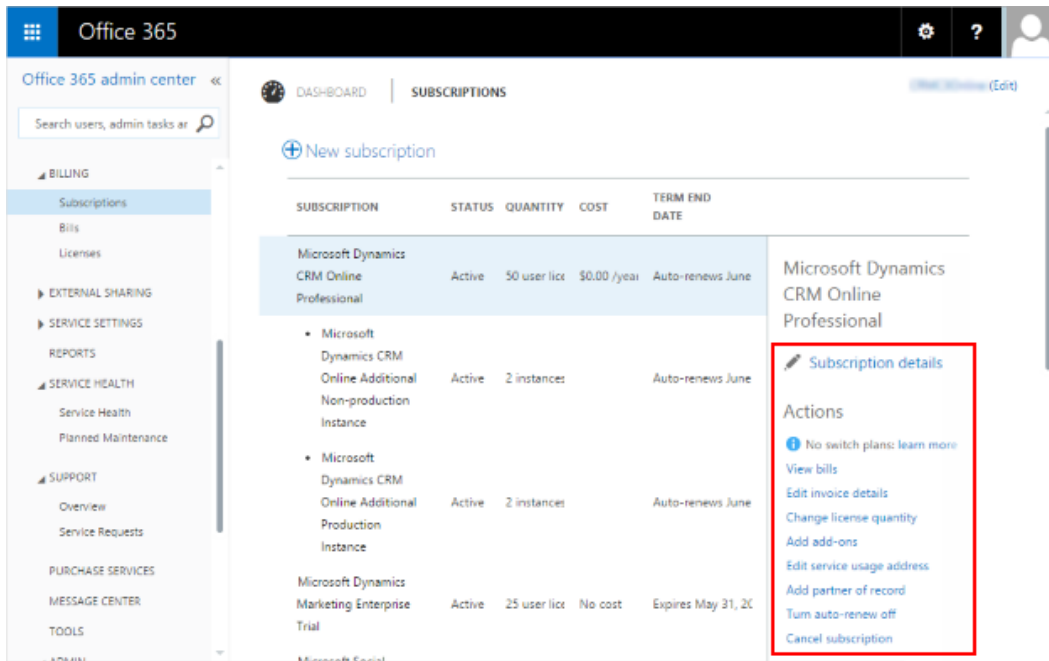 Office 365
?
Office 365 admin center «
Search users, admin tasks ar
BILLING
Subscriptions
Bills
Licenses
EXTERNAL SHARING
SERVICE SETTINGS
REPORTS
SERVICE HEALTH
Service Health
Planned Maintenance
SUPPORT
Overview
Service Requests
PURCHASE SERVICES
MESSAGE CENTER
TOOLS
ADMIN
DASHBOARD
SUBSCRIPTIONS
(Edit)
New subscription
SUBSCRIPTION STATUS QUANTITY COST TERM END
DATE
Microsoft Dynamics
CRM Online Active 50 user lice $0.00 /year Auto-renews June
Professional
• Microsoft
Dynamics CRM
Online Additional Active 2 instances Auto-renews June
Non-production
Instance
• Microsoft
Dynamics CRM
Online Additional Active 2 instances Auto-renews June
Production
Instance
Microsoft Dynamics
Marketing Enterprise Active 25 user lice No cost Expires May 31, 20
Trial
Microsoft Social
Microsoft Dynamics
CRM Online
Professional
Subscription details
Actions
No switch plans: learn more
View bills
Edit invoice details
Change license quantity
Add add-ons
Edit service usage address
Add partner of record
Turn auto-renew off
Cancel subscription